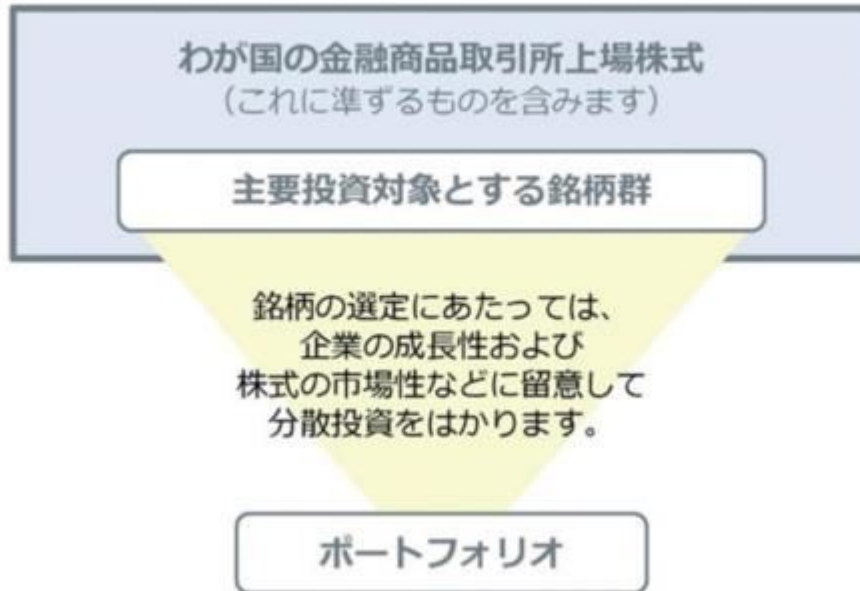 わが国の金融商品取引所上場株式
（これに準ずるものを含みます）
主要投資対象とする銘柄群
銘柄の選定にあたっては、
企業の成長性および
株式の市場性などに留意して
分散投資をはかります。
ポートフォリオ